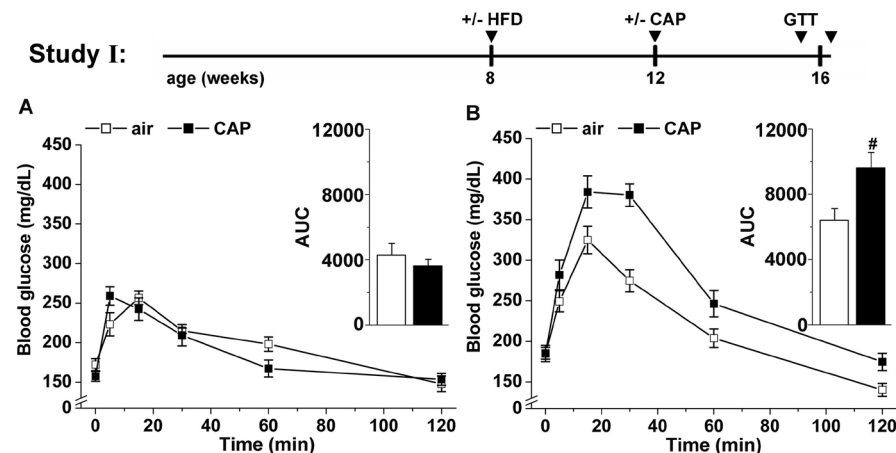 Study I:
+/- HFD +/- CAP GTT
age (weeks) 8 12 16
A
air CAP
Blood glucose (mg/dL)
450
400
350
300
250
200
150
0
0 20 40 60 80 100 120
Time (min)
AUC
12000
8000
4000
0
B
air CAP
Blood glucose (mg/dL)
450
400
350
300
250
200
150
0
0 20 40 60 80 100 120
Time (min)
AUC
12000
8000
4000
0
#